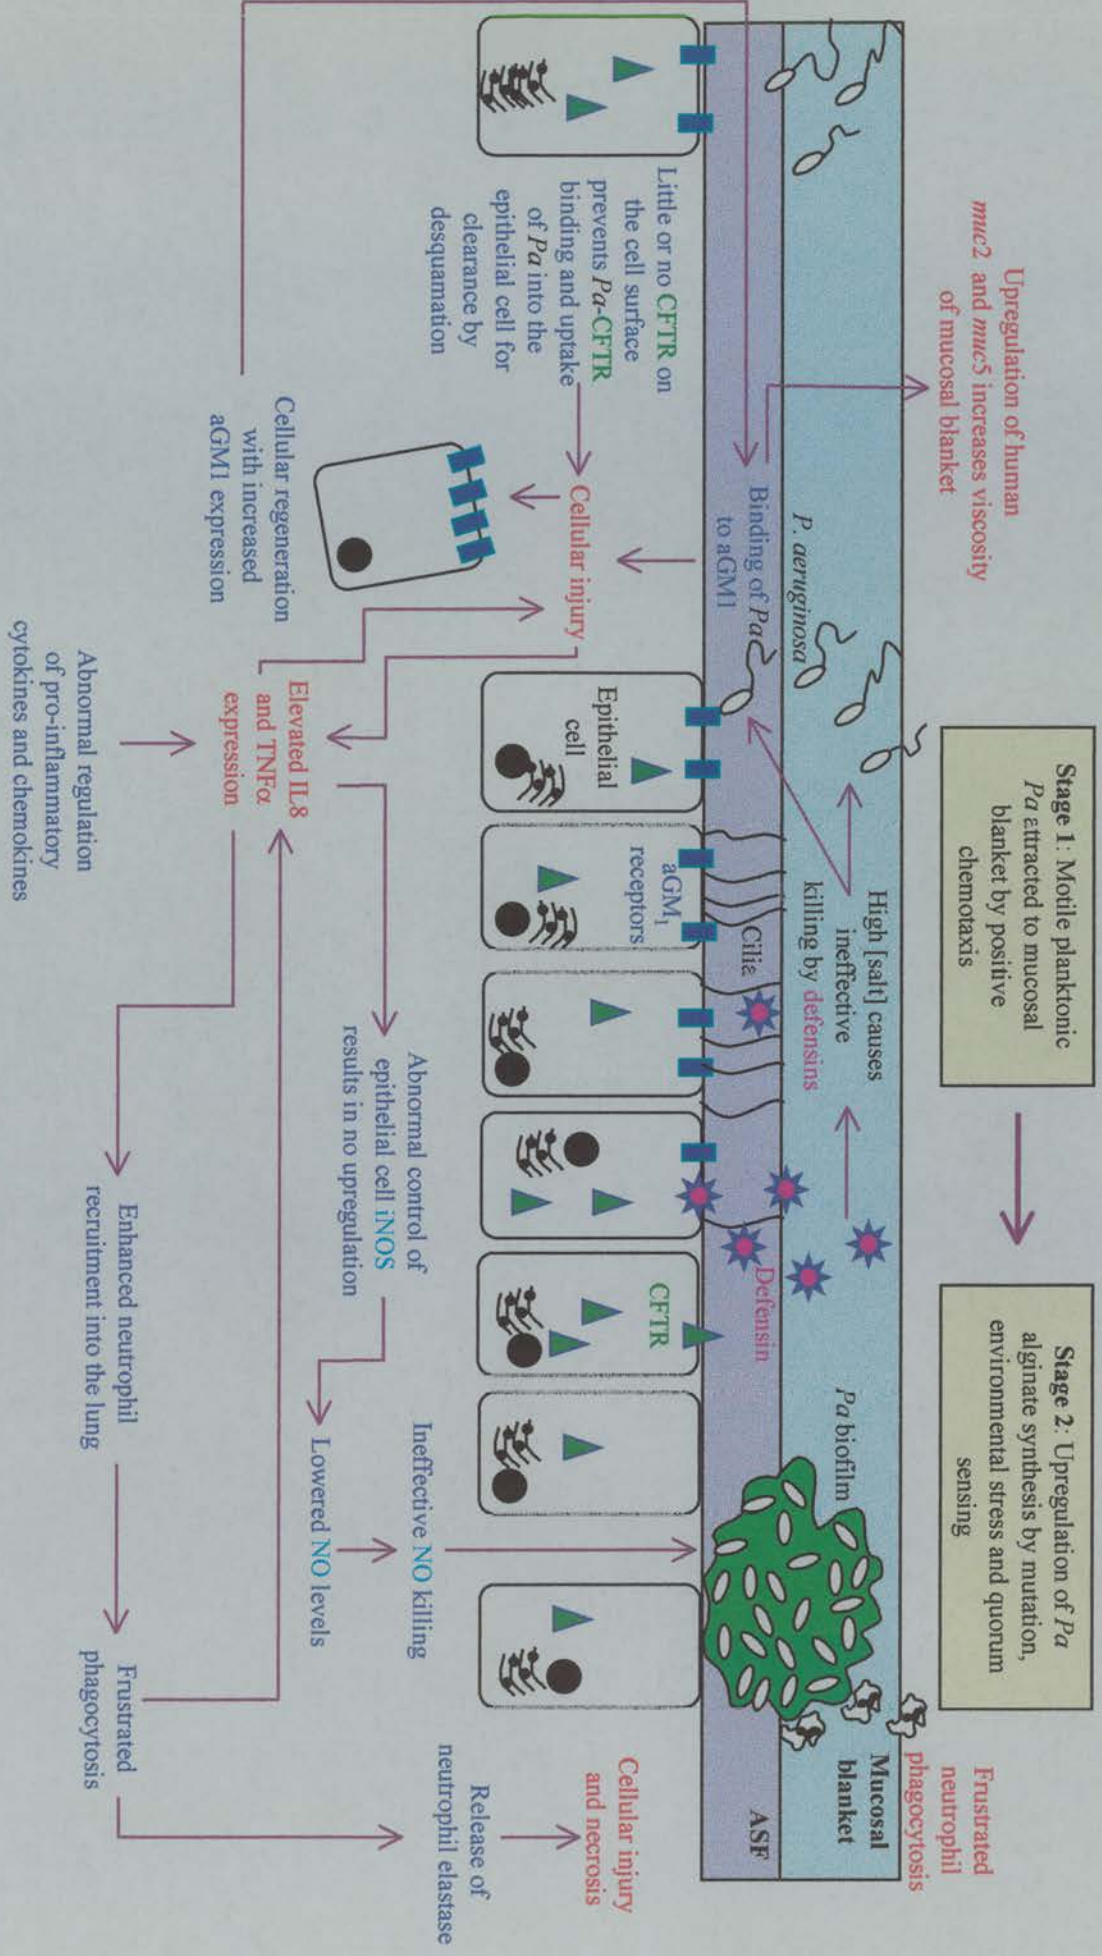 Stage 1: Motile planktonic
Pa attracted to mucosal
blanket by positive
chemotaxis
Stage 2: Upregulation of Pa
alginate synthesis by mutation,
environmental stress and quorum
sensing
Upregulation of human
muc2 and muc5 increases viscosity
of mucosal blanket
Frustrated
neutrophil
phagocytosis
High [salt] causes
ineffective
killing by defensins
P. aeruginosa
Pa biofilm
Mucosal
blanket
Binding of Pa
to aGM1
Cilia
Defensin
ASF
Little or no CFTR on
the cell surface
prevents Pa-CFTR
binding and uptake
of Pa into the
epithelial cell for
clearance by
desquamation
Cellular injury
Epithelial
cell
aGM1
receptors
CFTR
Cellular injury
and necrosis
Cellular regeneration
with increased
aGM1 expression
Abnormal control of
epithelial cell iNOS
results in no upregulation
Ineffective NO killing
Lowered NO levels
Release of
neutrophil elastase
Elevated IL8
and TNFα
expression
Abnormal regulation
of pro-inflammatory
cytokines and chemokines
Enhanced neutrophil
recruitment into the lung
Frustrated
phagocytosis